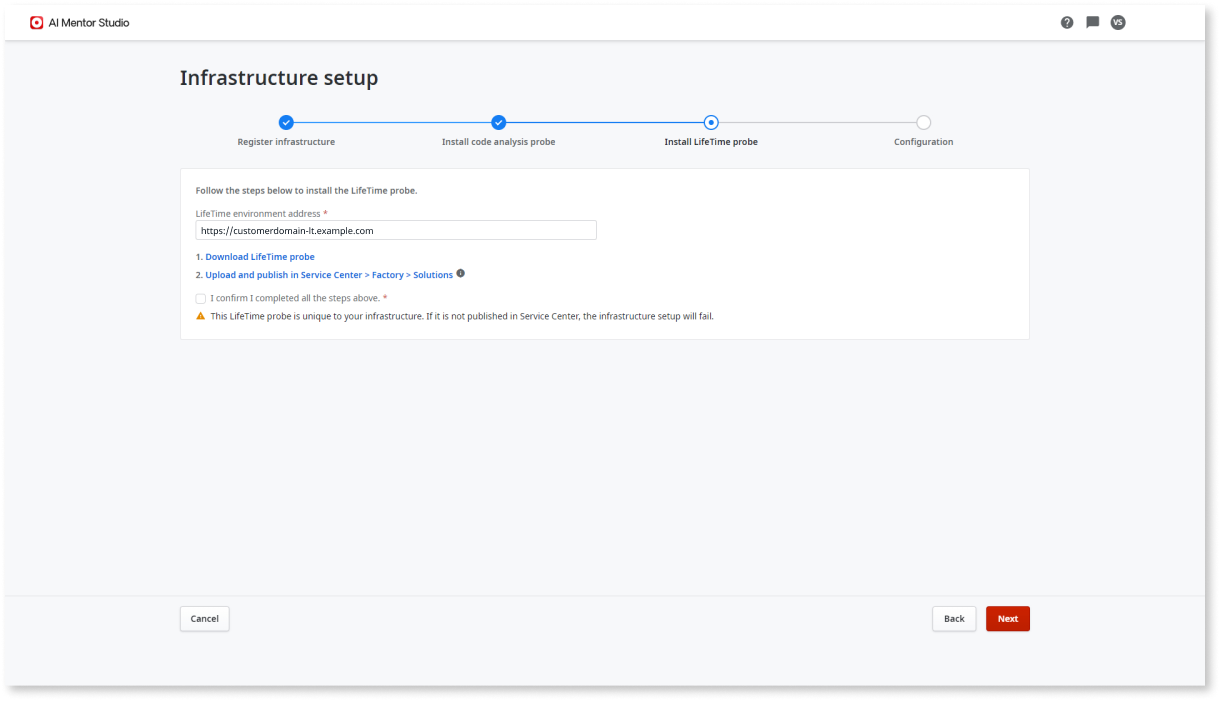 AI Mentor Studio
? VS
Infrastructure setup
Register infrastructure Install code analysis probe Install LifeTime probe Configuration
Follow the steps below to install the LifeTime probe.
LifeTime environment address *
https://customerdomain-lt.example.com
1. Download LifeTime probe
2. Upload and publish in Service Center > Factory > Solutions
I confirm I completed all the steps above. *
This LifeTime probe is unique to your infrastructure. If it is not published in Service Center, the infrastructure setup will fail.
Cancel Back Next